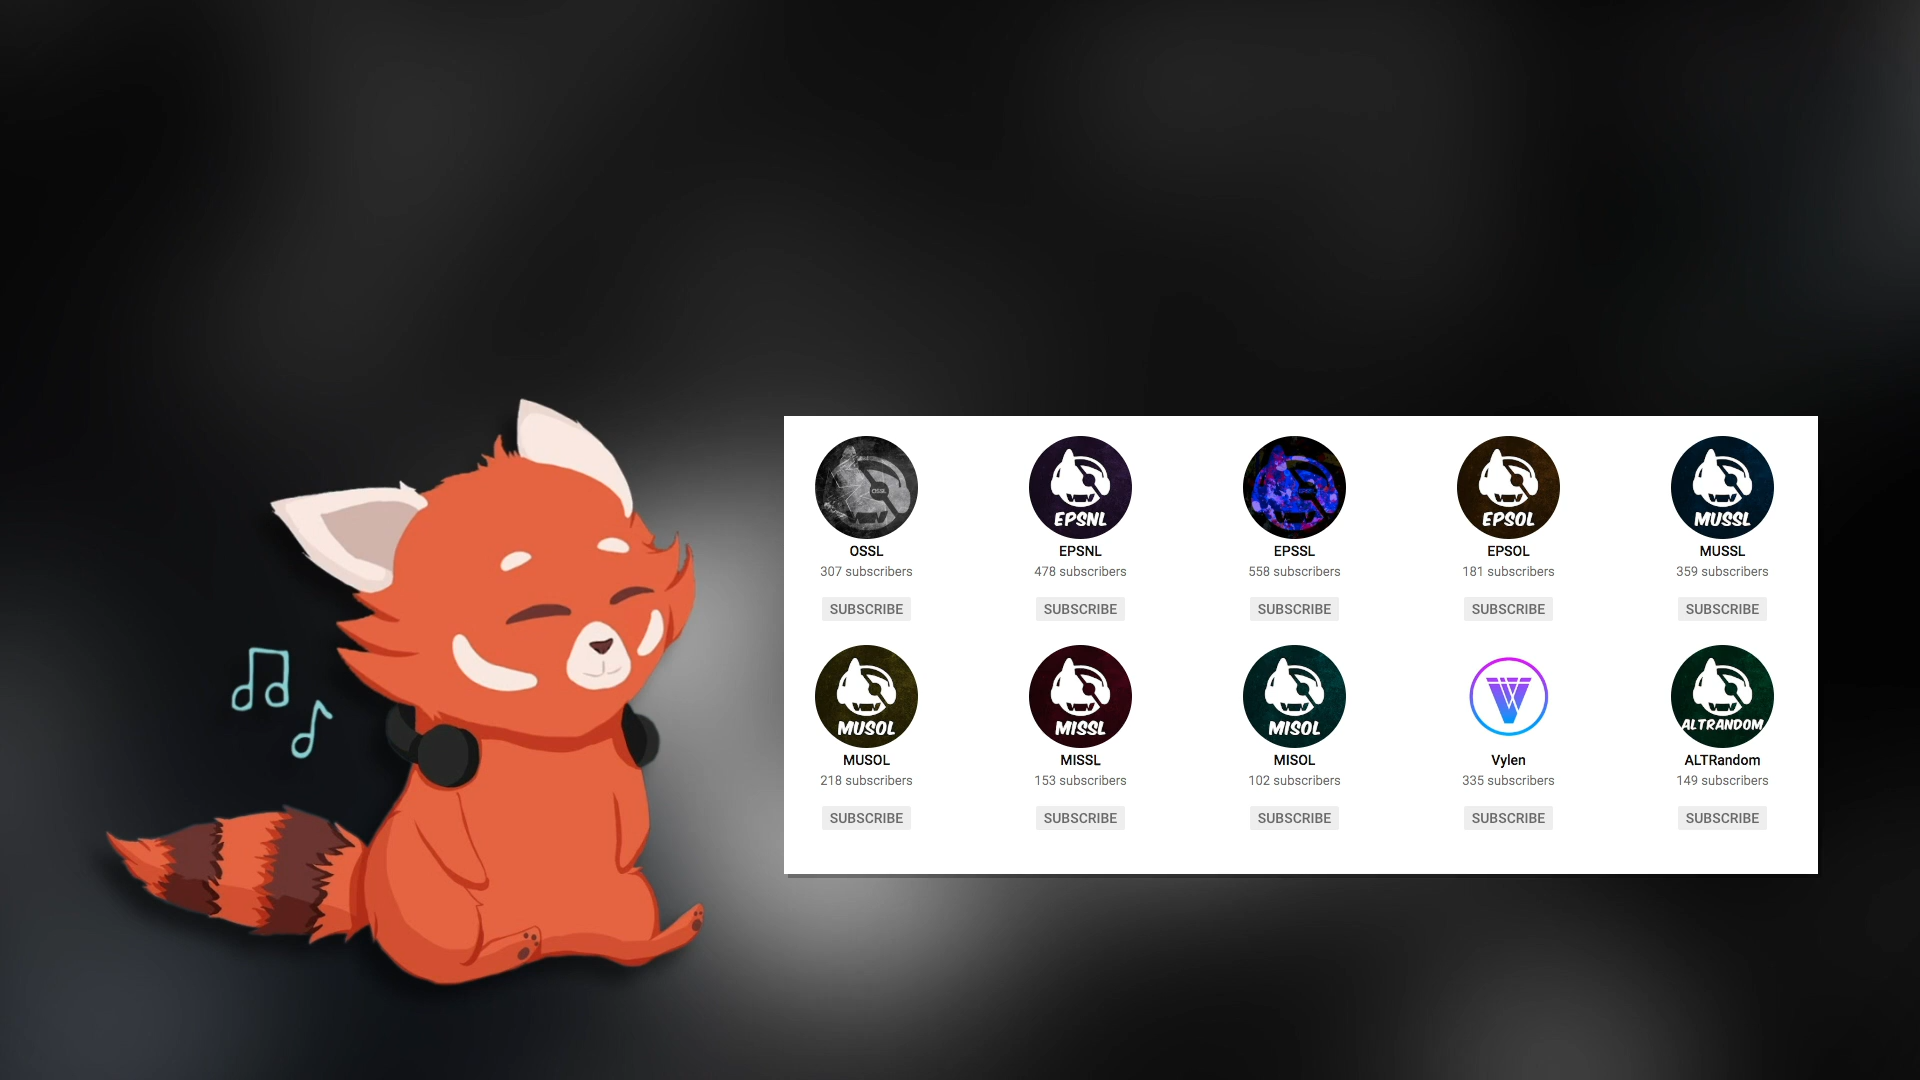 OSSL
EPSNL
EPSOL
MUSSL
OSSL EPSNL EPSSL EPSOL MUSSL
307 subscribers 478 subscribers 558 subscribers 181 subscribers 359 subscribers
SUBSCRIBE SUBSCRIBE SUBSCRIBE SUBSCRIBE SUBSCRIBE
MUSOL MISSL MISOL ALTRANDOM
MUSOL MISSL MISOL Vylen ALTRandom
218 subscribers 153 subscribers 102 subscribers 335 subscribers 149 subscribers
SUBSCRIBE SUBSCRIBE SUBSCRIBE SUBSCRIBE SUBSCRIBE